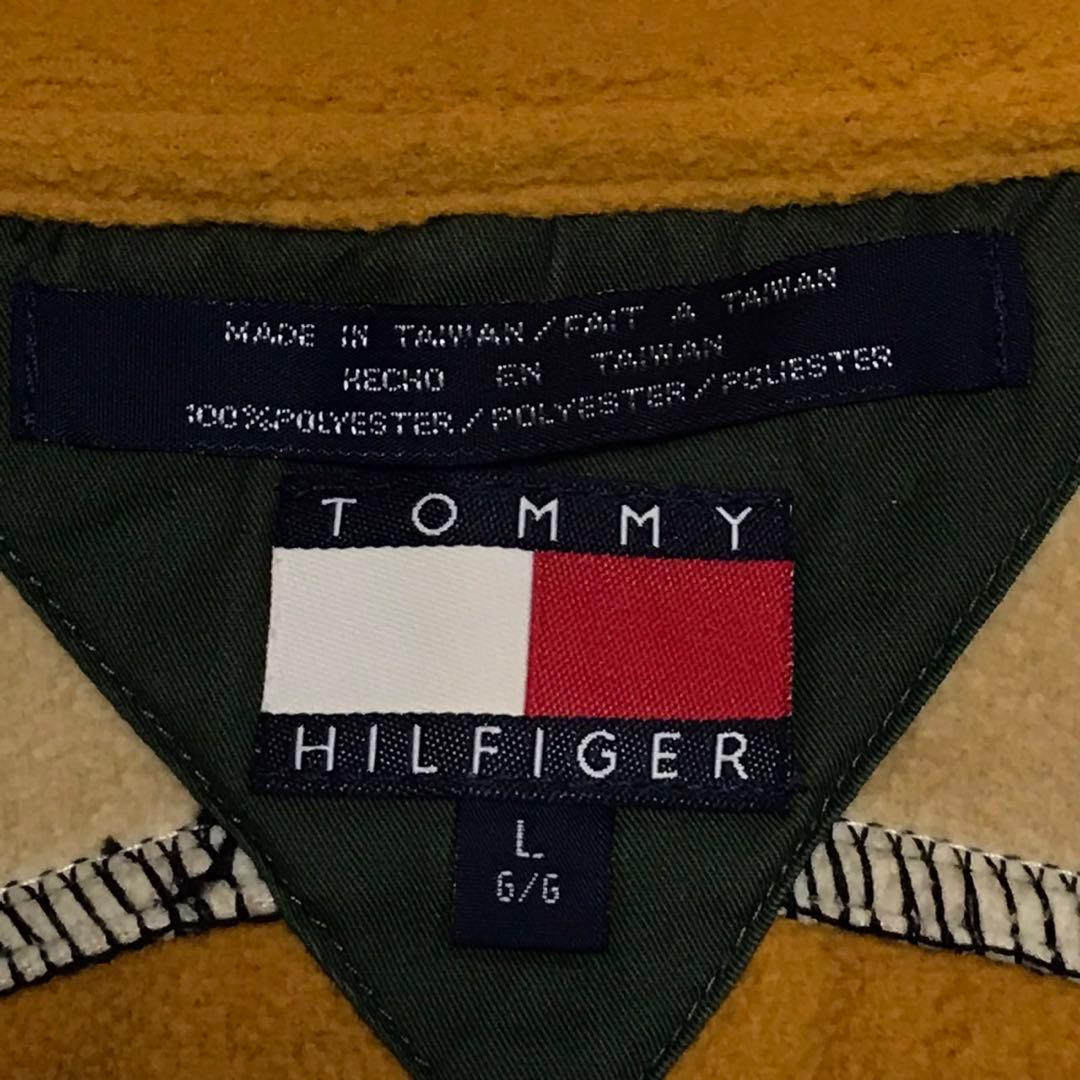 MADE IN TAIWAN/FAIT A TAIWAN
HECHO EN TAIWAN
100%POLYESTER/POLYESTER/POLIESTER
TOMMY
HILFIGER
L
G/G